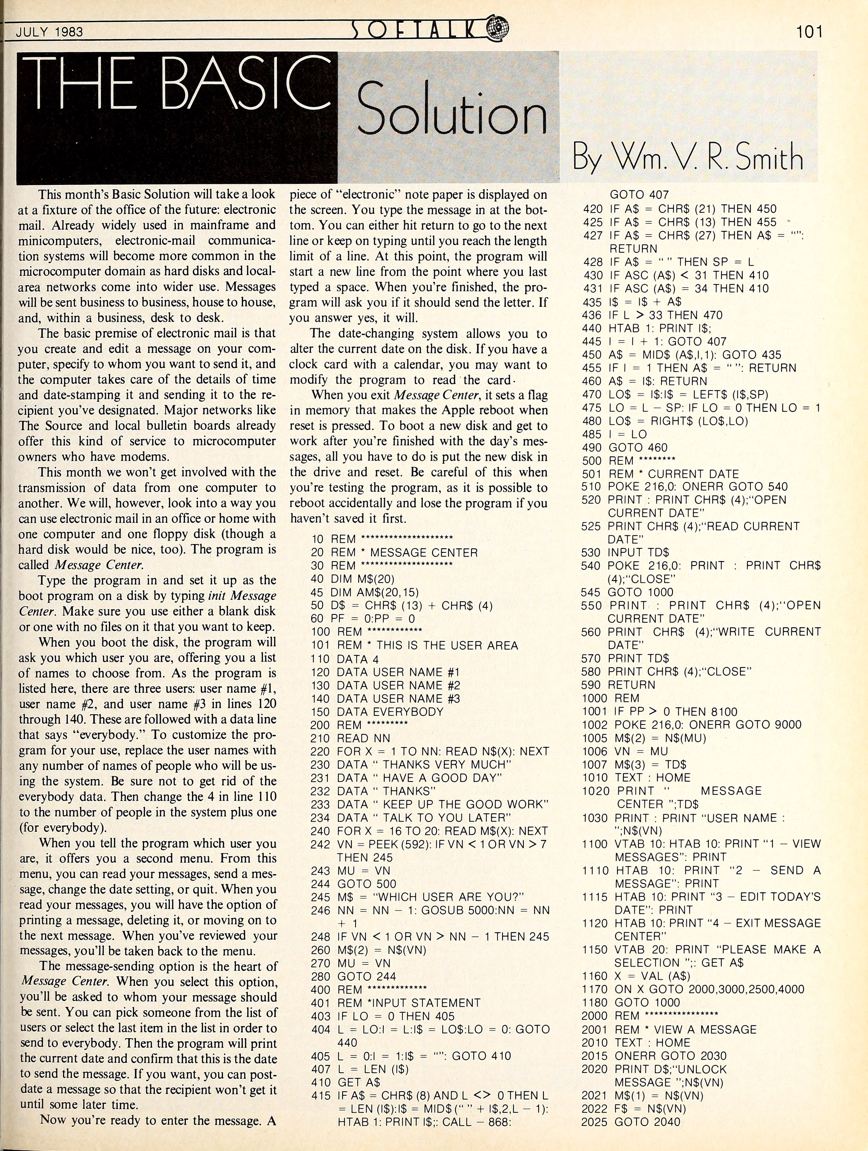 JULY 1983
SOFTALK
101
THE BASIC
Solution
By Wm. V. R. Smith
This month's Basic Solution will take a look
at a fixture of the office of the future: electronic
mail. Already widely used in mainframe and
minicomputers, electronic-mail communica-
tion systems will become more common in the
microcomputer domain as hard disks and local-
area networks come into wider use. Messages
will be sent business to business, house to house,
and, within a business, desk to desk.
The basic premise of electronic mail is that
you create and edit a message on your com-
puter, specify to whom you want to send it, and
the computer takes care of the details of time
and date-stamping it and sending it to the re-
cipient you've designated. Major networks like
The Source and local bulletin boards already
offer this kind of service to microcomputer
owners who have modems.
This month we won't get involved with the
transmission of data from one computer to
another. We will, however, look into a way you
can use electronic mail in an office or home with
one computer and one floppy disk (though a
hard disk would be nice, too). The program is
called Message Center.
Type the program in and set it up as the
boot program on a disk by typing init Message
Center. Make sure you use either a blank disk
or one with no files on it that you want to keep.
When you boot the disk, the program will
ask you which user you are, offering you a list
of names to choose from. As the program is
listed here, there are three users: user name #1,
user name #2, and user name #3 in lines 120
through 140. These are followed with a data line
that says "everybody." To customize the pro-
gram for your use, replace the user names with
any number of names of people who will be us-
ing the system. Be sure not to get rid of the
everybody data. Then change the 4 in line 110
to the number of people in the system plus one
(for everybody).
When you tell the program which user you
are, it offers you a second menu. From this
menu, you can read your messages, send a mes-
sage, change the date setting, or quit. When you
read your messages, you will have the option of
printing a message, deleting it, or moving on to
the next message. When you've reviewed your
messages, you'll be taken back to the menu.
The message-sending option is the heart of
Message Center. When you select this option,
you'll be asked to whom your message should
be sent. You can pick someone from the list of
users or select the last item in the list in order to
send to everybody. Then the program will print
the current date and confirm that this is the date
to send the message. If you want, you can post-
date a message so that the recipient won't get it
until some later time.
Now you're ready to enter the message. A
piece of "electronic" note paper is displayed on
the screen. You type the message in at the bot-
tom. You can either hit return to go to the next
line or keep on typing until you reach the length
limit of a line. At this point, the program will
start a new line from the point where you last
typed a space. When you're finished, the pro-
gram will ask you if it should send the letter. If
you answer yes, it will.
The date-changing system allows you to
alter the current date on the disk. If you have a
clock card with a calendar, you may want to
modify the program to read the card.
When you exit Message Center, it sets a flag
in memory that makes the Apple reboot when
reset is pressed. To boot a new disk and get to
work after you're finished with the day's mes-
sages, all you have to do is put the new disk in
the drive and reset. Be careful of this when
you're testing the program, as it is possible to
reboot accidentally and lose the program if you
haven't saved it first.
10 REM ********************
20 REM * MESSAGE CENTER
30 REM ********************
40 DIM M$(20)
45 DIM AM$(20,15)
50 D$ = CHR$ (13) + CHR$ (4)
60 PF = 0:PP = 0
100 REM ************
101 REM * THIS IS THE USER AREA
110 DATA 4
120 DATA USER NAME #1
130 DATA USER NAME #2
140 DATA USER NAME #3
150 DATA EVERYBODY
200 REM *********
210 READ NN
220 FOR X = 1 TO NN: READ N$(X): NEXT
230 DATA " THANKS VERY MUCH"
231 DATA " HAVE A GOOD DAY"
232 DATA " THANKS"
233 DATA " KEEP UP THE GOOD WORK"
234 DATA " TALK TO YOU LATER"
240 FOR X = 16 TO 20: READ M$(X): NEXT
242 VN = PEEK (592): IF VN < 1 OR VN > 7
THEN 245
243 MU = VN
244 GOTO 500
245 M$ = "WHICH USER ARE YOU?"
246 NN = NN - 1: GOSUB 5000:NN = NN
+ 1
248 IF VN < 1 OR VN > NN - 1 THEN 245
260 M$(2) = N$(VN)
270 MU = VN
280 GOTO 244
400 REM *************
401 REM *INPUT STATEMENT
403 IF LO = 0 THEN 405
404 L = LO:I = L:I$ = LO$:LO = 0: GOTO
440
405 L = 0:I = 1:I$ = "": GOTO 410
407 L = LEN (I$)
410 GET A$
415 IF A$ = CHR$ (8) AND L <> 0 THEN L
= LEN (I$):I$ = MID$ (" " + I$,2,L - 1):
HTAB 1: PRINT I$;: CALL - 868:
GOTO 407
420 IF A$ = CHR$ (21) THEN 450
425 IF A$ = CHR$ (13) THEN 455
427 IF A$ = CHR$ (27) THEN A$ = "":
RETURN
428 IF A$ = " " THEN SP = L
430 IF ASC (A$) < 31 THEN 410
431 IF ASC (A$) = 34 THEN 410
435 I$ = I$ + A$
436 IF L > 33 THEN 470
440 HTAB 1: PRINT I$;
445 I = I + 1: GOTO 407
450 A$ = MID$ (A$,I,1): GOTO 435
455 IF I = 1 THEN A$ = " ": RETURN
460 A$ = I$: RETURN
470 LO$ = I$:I$ = LEFT$ (I$,SP)
475 LO = L - SP: IF LO = 0 THEN LO = 1
480 LO$ = RIGHT$ (LO$,LO)
485 I = LO
490 GOTO 460
500 REM ********
501 REM * CURRENT DATE
510 POKE 216,0: ONERR GOTO 540
520 PRINT : PRINT CHR$ (4);"OPEN
CURRENT DATE"
525 PRINT CHR$ (4);"READ CURRENT
DATE"
530 INPUT TD$
540 POKE 216,0: PRINT : PRINT CHR$
(4);"CLOSE"
545 GOTO 1000
550 PRINT : PRINT CHR$ (4);"OPEN
CURRENT DATE"
560 PRINT CHR$ (4);"WRITE CURRENT
DATE"
570 PRINT TD$
580 PRINT CHR$ (4);"CLOSE"
590 RETURN
1000 REM
1001 IF PP > 0 THEN 8100
1002 POKE 216,0: ONERR GOTO 9000
1005 M$(2) = N$(MU)
1006 VN = MU
1007 M$(3) = TD$
1010 TEXT : HOME
1020 PRINT " MESSAGE
CENTER ";TD$
1030 PRINT : PRINT "USER NAME :
";N$(VN)
1100 VTAB 10: HTAB 10: PRINT "1 - VIEW
MESSAGES": PRINT
1110 HTAB 10: PRINT "2 - SEND A
MESSAGE": PRINT
1115 HTAB 10: PRINT "3 - EDIT TODAY'S
DATE": PRINT
1120 HTAB 10: PRINT "4 - EXIT MESSAGE
CENTER"
1150 VTAB 20: PRINT "PLEASE MAKE A
SELECTION ";: GET A$
1160 X = VAL (A$)
1170 ON X GOTO 2000,3000,2500,4000
1180 GOTO 1000
2000 REM ****************
2001 REM * VIEW A MESSAGE
2010 TEXT : HOME
2015 ONERR GOTO 2030
2020 PRINT D$;"UNLOCK
MESSAGE ";N$(VN)
2021 M$(1) = N$(VN)
2022 F$ = N$(VN)
2025 GOTO 2040